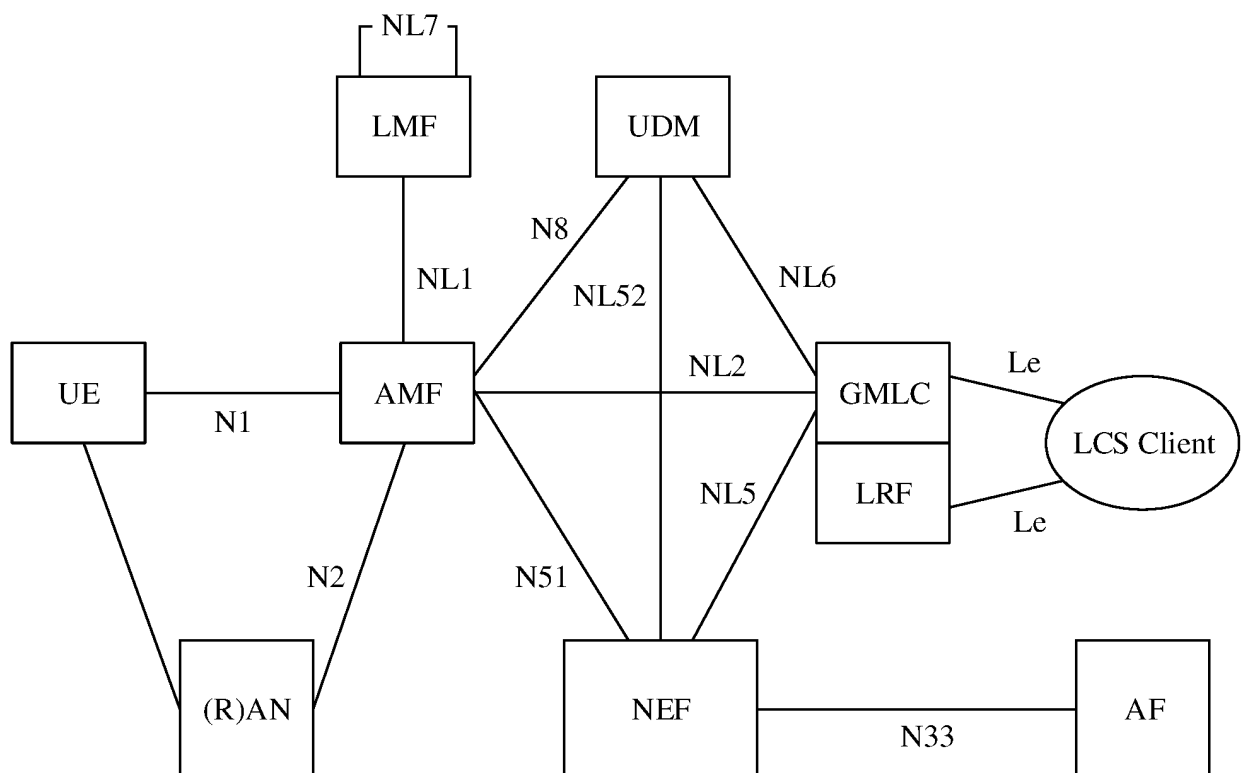 NL7
LMF
UDM
N8
NL1
NL52
NL6
UE
N1
AMF
NL2
GMLC
Le
LCS Client
LRF
Le
NL5
N2
N51
(R)AN
NEF
N33
AF